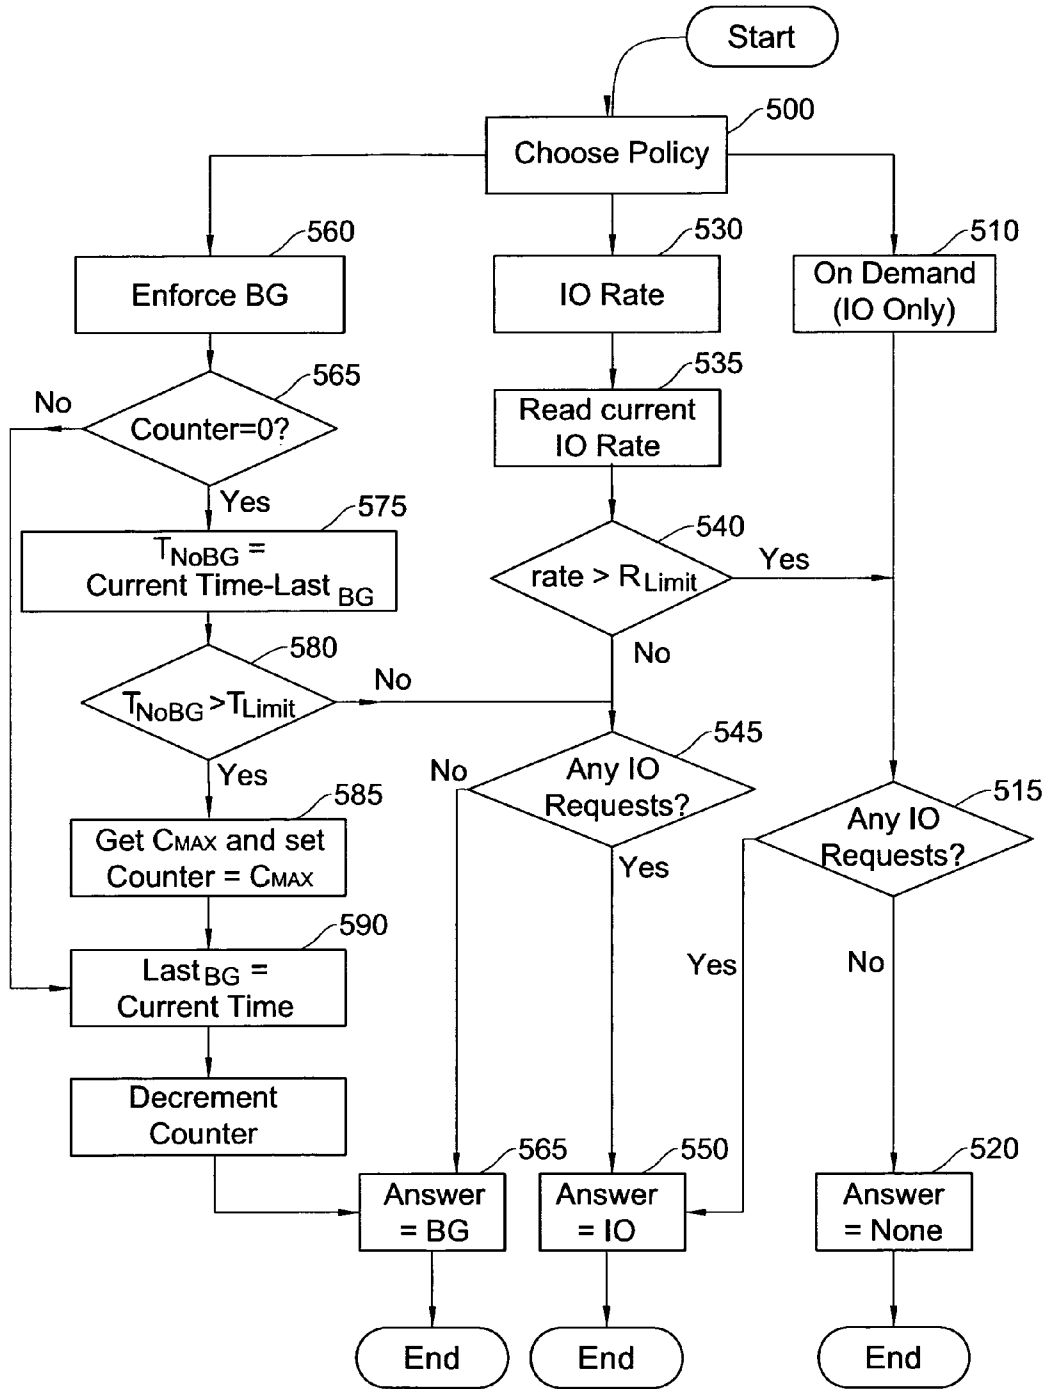 Start
500
Choose Policy
560
530
510
Enforce BG
IO Rate
On Demand
(IO Only)
565
535
No
Counter=0?
Read current
IO Rate
Yes
575
540
TNoBG =
Current Time-Last BG
rate > RLimit
Yes
580
No
No
TNoBG >TLimit
545
Yes
No
Any IO
Requests?
585
515
Get CMAX and set
Counter = CMAX
Any IO
Requests?
Yes
590
LastBG =
Current Time
Yes
No
Decrement
Counter
565
550
520
Answer
= BG
Answer
= IO
Answer
= None
End
End
End